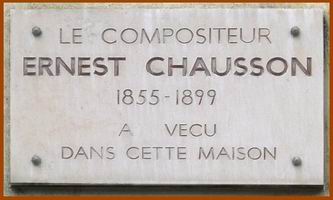 LE COMPOSITEUR
ERNEST CHAUSSON
1855-1899
A VECU
DANS CETTE MAISON